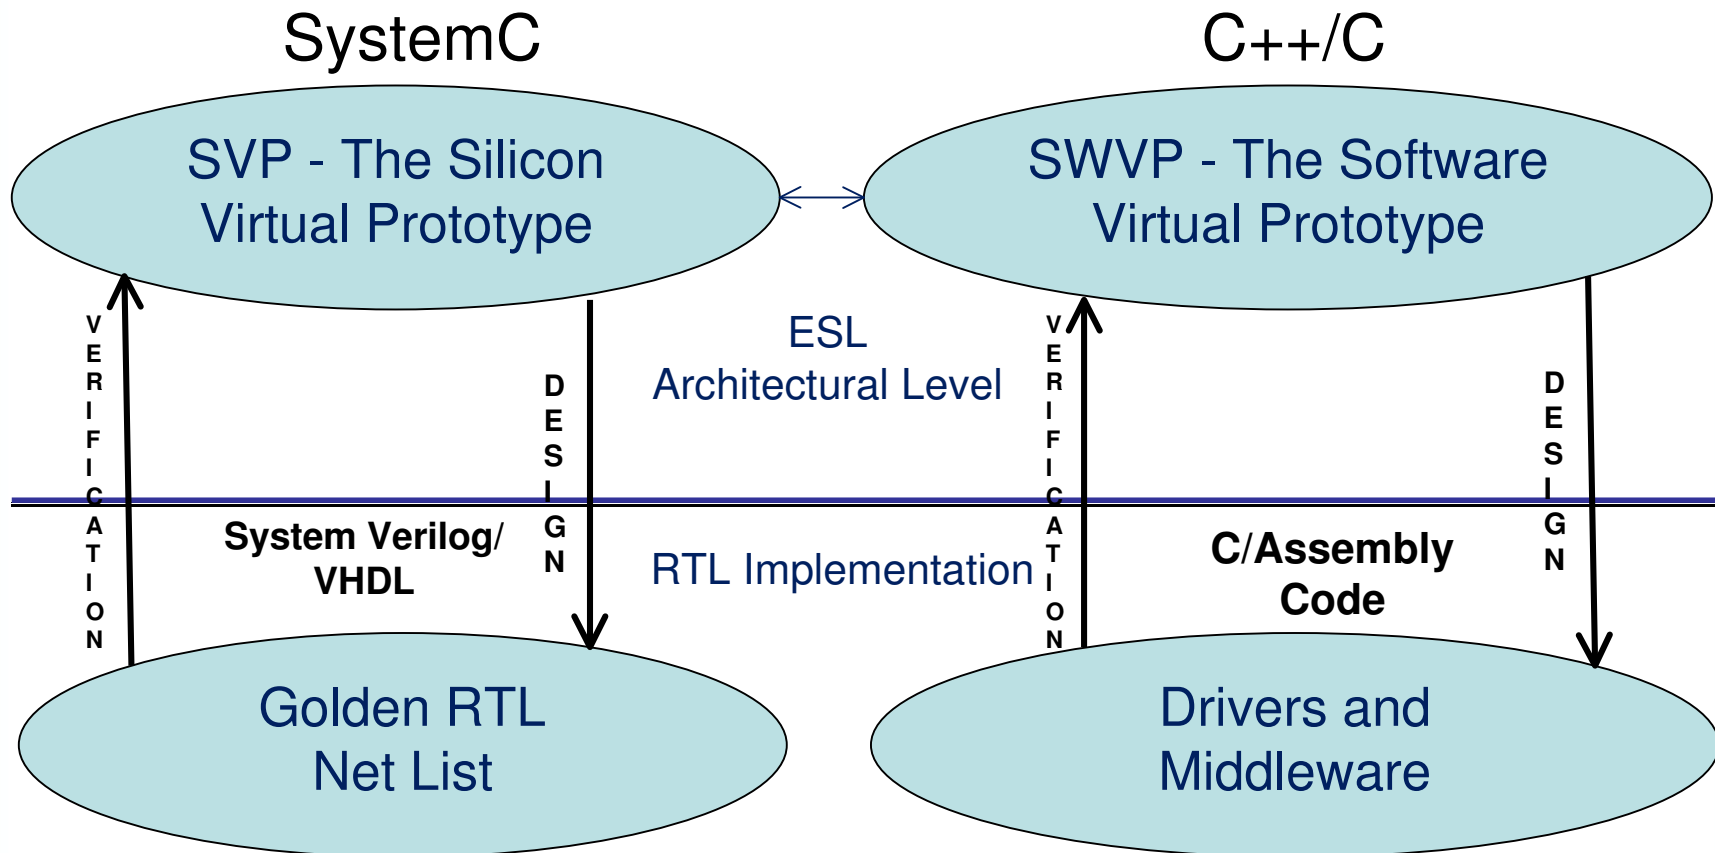 SystemC
C++/C
SVP - The Silicon
Virtual Prototype
SWVP - The Software
Virtual Prototype
VERIFICATION
DESIGN
ESL
Architectural Level
VERIFICATION
DESIGN
System Verilog/
VHDL
RTL Implementation
C/Assembly
Code
Golden RTL
Net List
Drivers and
Middleware